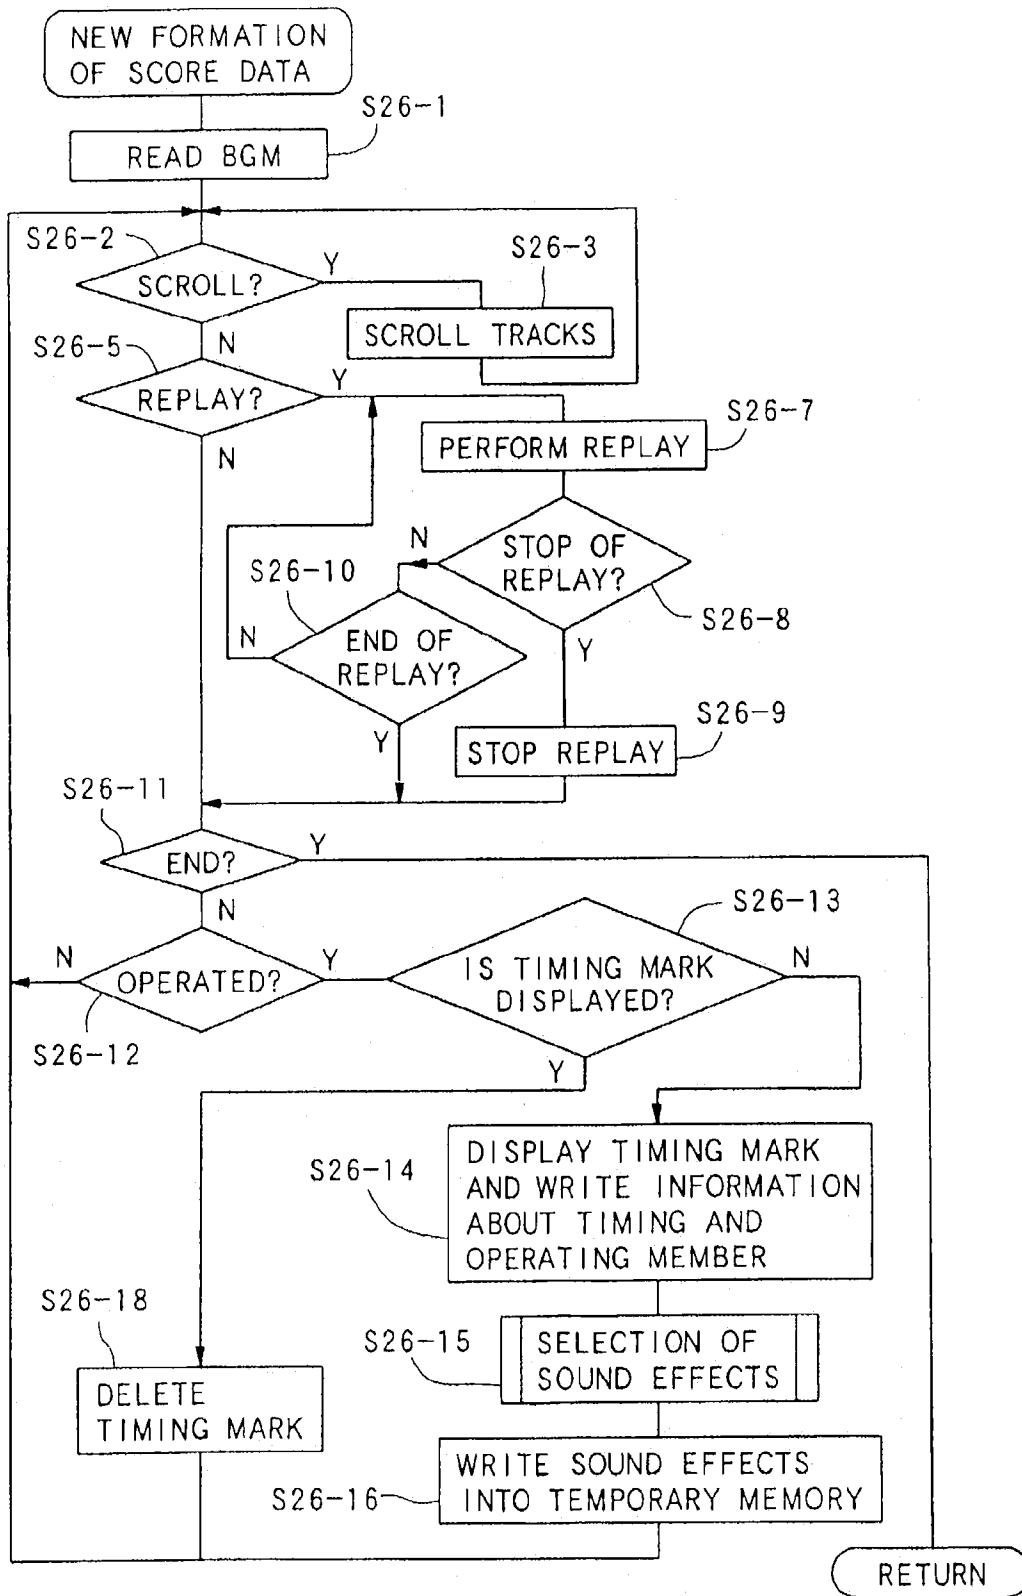 NEW FORMATION
OF SCORE DATA
S26-1
READ BGM
S26-2
SCROLL?
Y
N
S26-3
SCROLL TRACKS
S26-5
REPLAY?
Y
N
S26-7
PERFORM REPLAY
STOP OF
REPLAY?
N
Y
S26-8
S26-10
END OF
REPLAY?
N
Y
S26-9
STOP REPLAY
S26-11
END?
Y
N
OPERATED?
N
Y
S26-12
S26-13
IS TIMING MARK
DISPLAYED?
N
Y
S26-14
DISPLAY TIMING MARK
AND WRITE INFORMATION
ABOUT TIMING AND
OPERATING MEMBER
S26-15
SELECTION OF
SOUND EFFECTS
S26-18
DELETE
TIMING MARK
S26-16
WRITE SOUND EFFECTS
INTO TEMPORARY MEMORY
RETURN